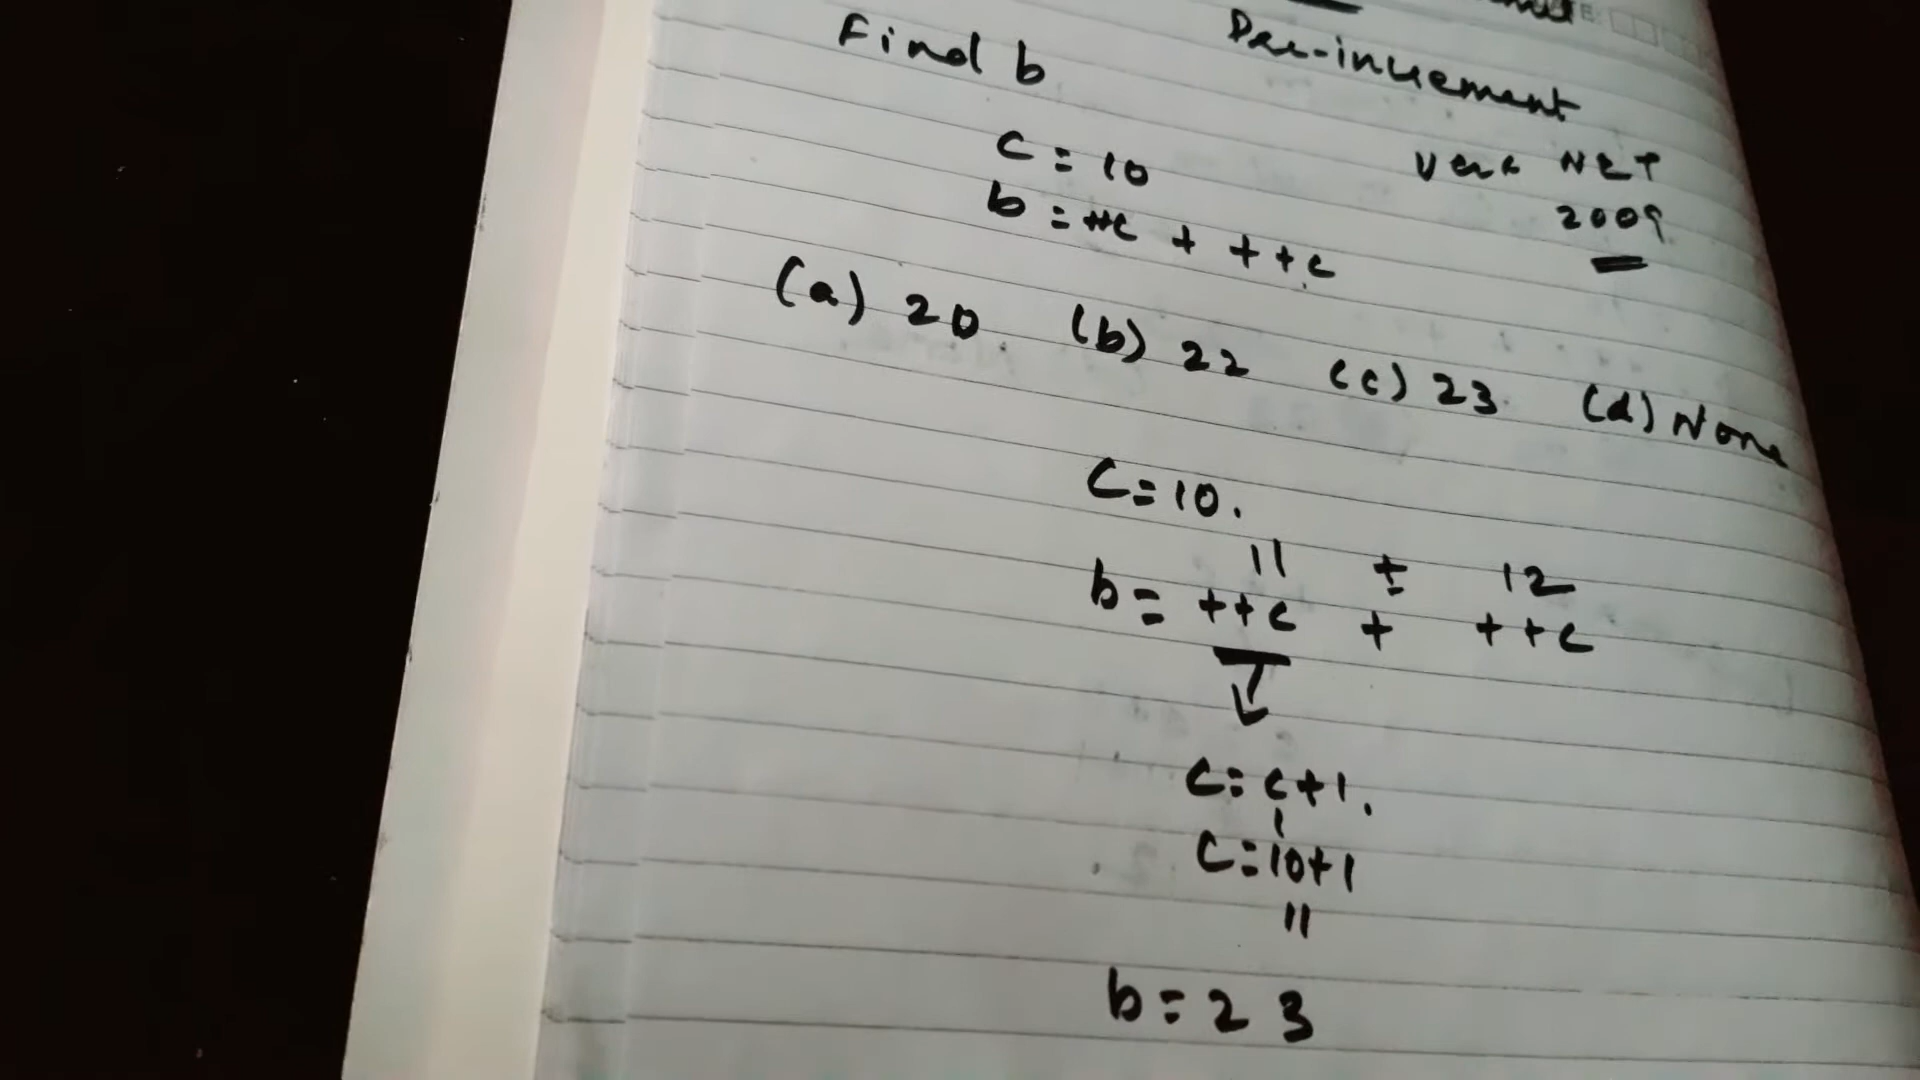 Pre-increment
Find b
UGC NET
2009
c = 10
b = ++c + ++c
(a) 20 (b) 22 (c) 23 (d) None
C = 10.
11 + 12
b = ++c + ++c
c = c+1.
c = 10+1
11
b = 23